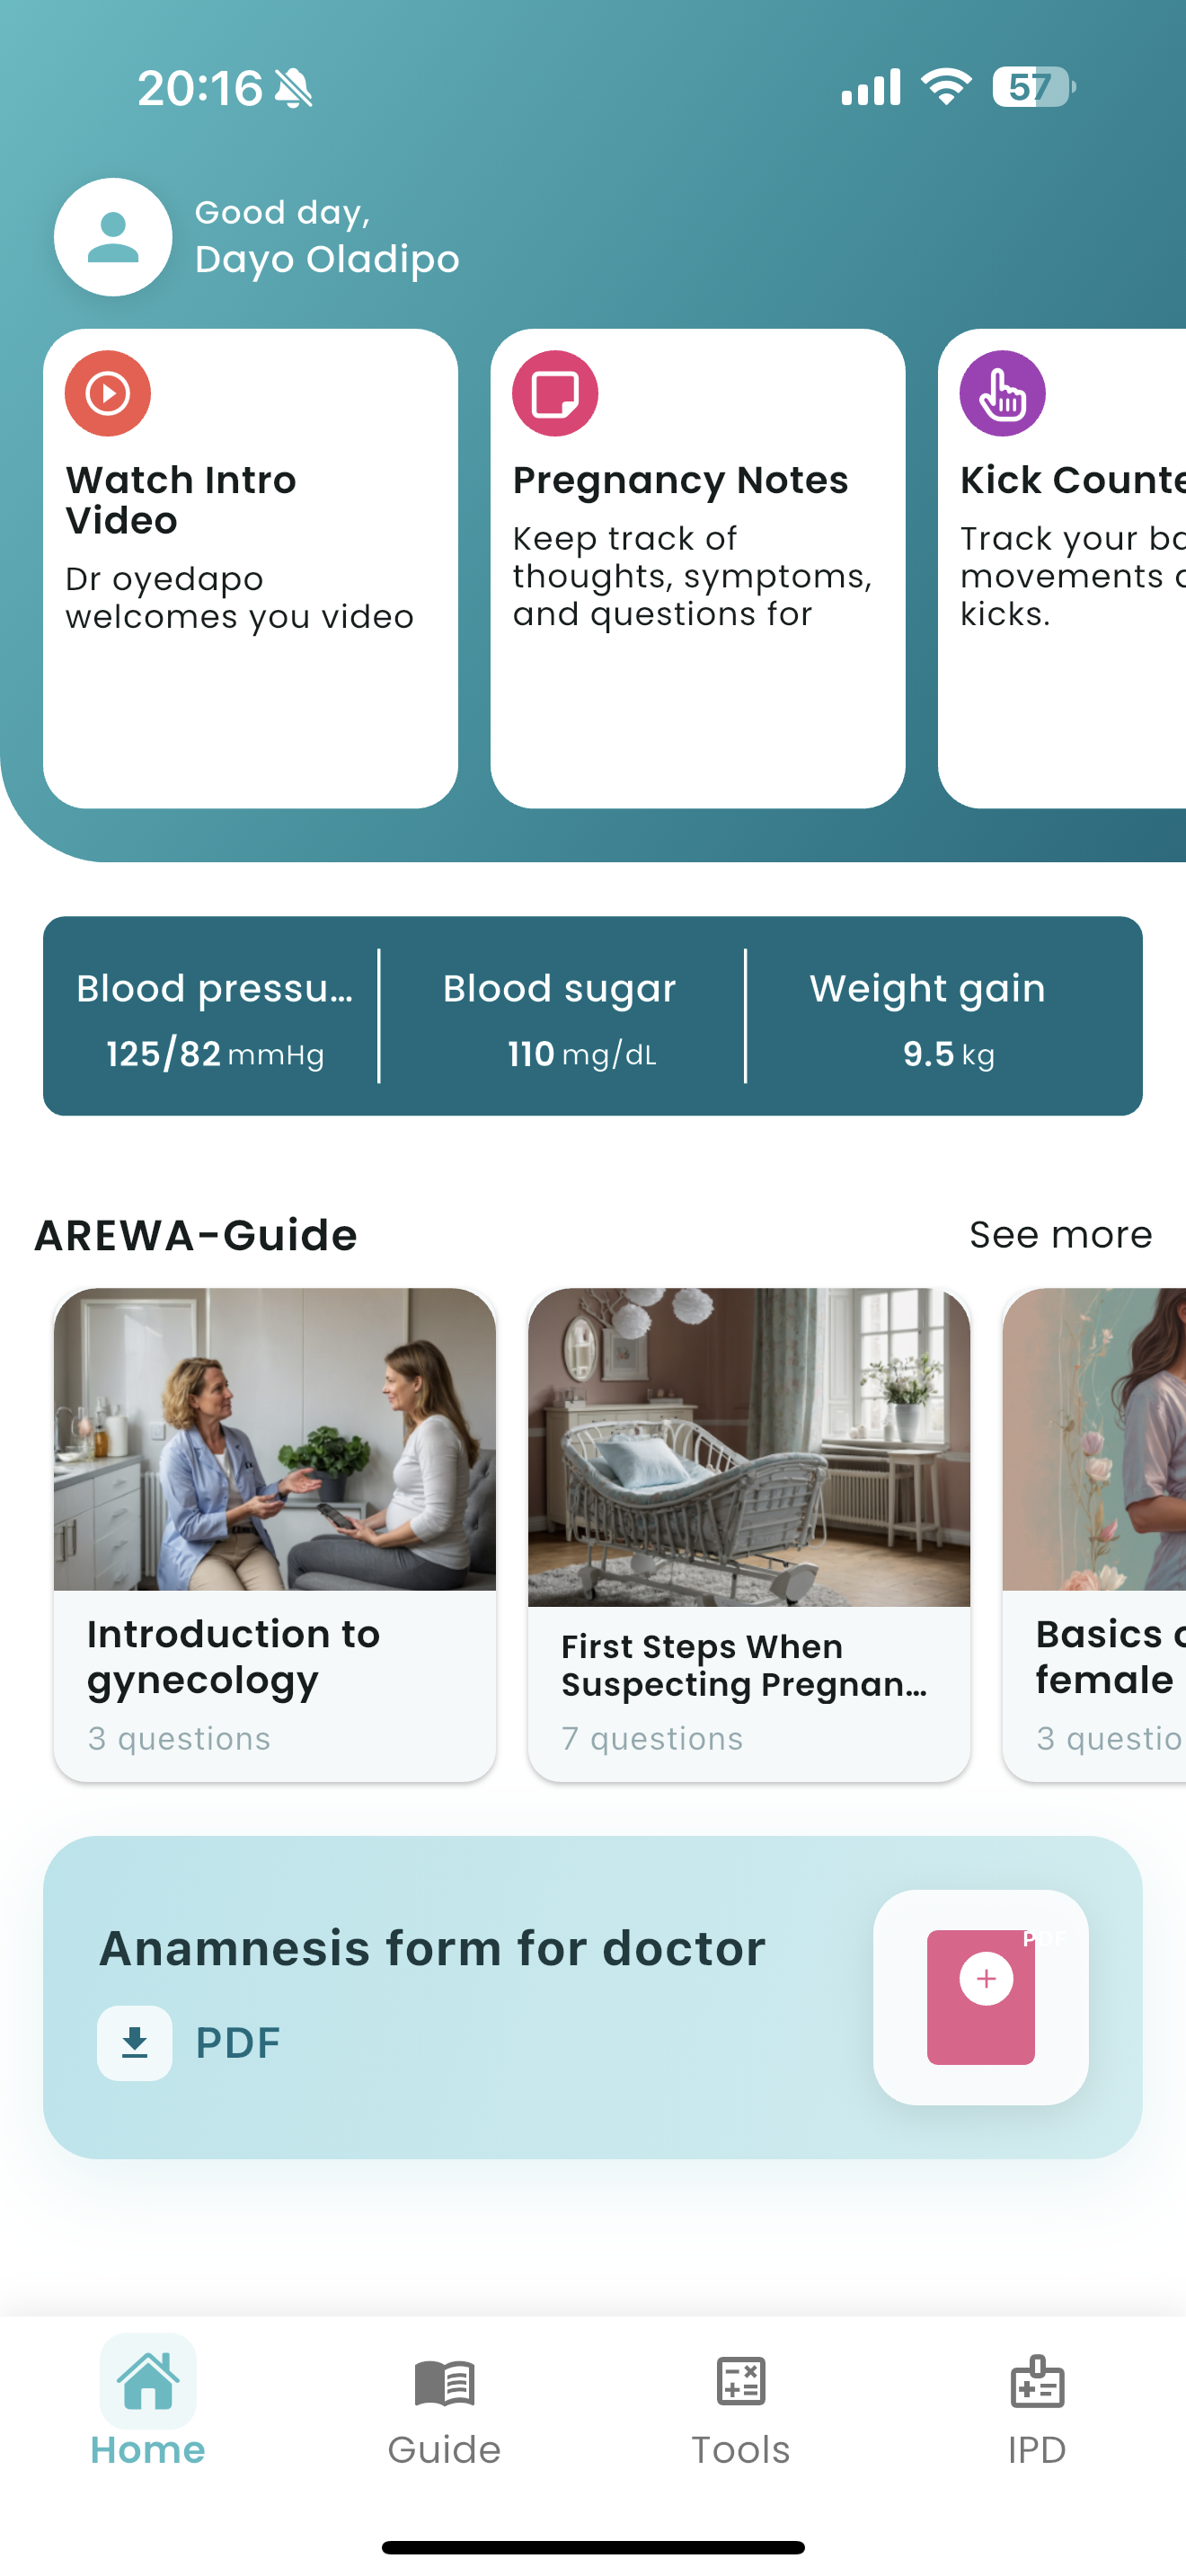 20:16
57
Good day,
Dayo Oladipo
Watch Intro
Video
Dr oyedapo
welcomes you video
Pregnancy Notes
Keep track of
thoughts, symptoms,
and questions for
Kick Counte
Track your ba
movements
kicks.
Blood pressu...
125/82 mmHg
Blood sugar
110 mg/dL
Weight gain
9.5 kg
AREWA-Guide
See more
Introduction to
gynecology
3 questions
First Steps When
Suspecting Pregnan...
7 questions
Basics
female
3 questio
Anamnesis form for doctor
PDF
PDF
Home
Guide
Tools
IPD